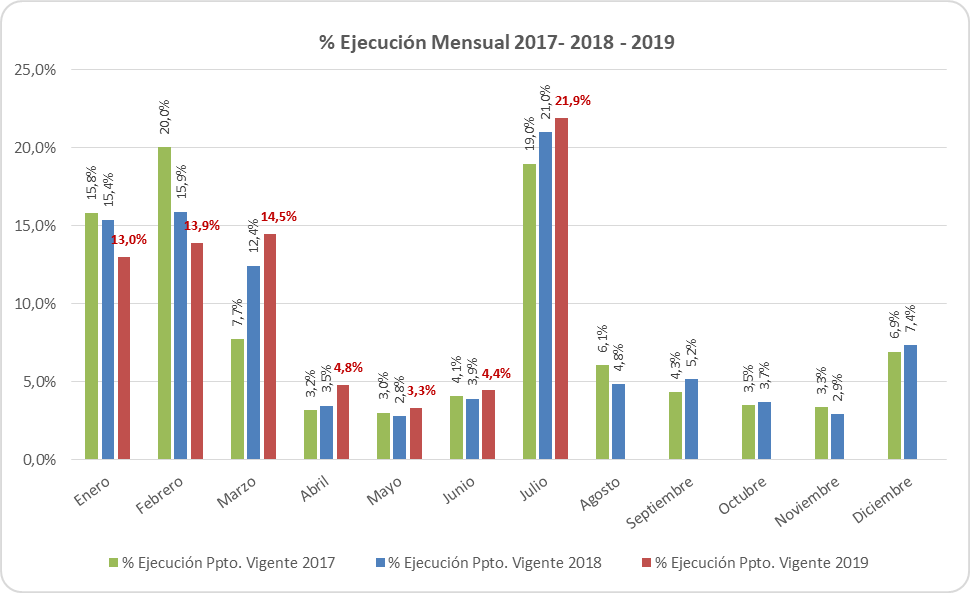 % Ejecución Mensual 2017- 2018 - 2019
25,0%
20,0%
15,0%
10,0%
5,0%
0,0%
15,8%
15,4%
13,0%
20,0%
15,9%
13,9%
7,7%
12,4%
14,5%
3,2%
3,5%
4,8%
3,0%
2,8%
3,3%
4,1%
3,9%
4,4%
19,0%
21,0%
21,9%
6,1%
4,8%
4,3%
5,2%
3,5%
3,7%
3,3%
2,9%
6,9%
7,4%
Enero
Febrero
Marzo
Abril
Mayo
Junio
Julio
Agosto
Septiembre
Octubre
Noviembre
Diciembre
% Ejecución Ppto. Vigente 2017
% Ejecución Ppto. Vigente 2018
% Ejecución Ppto. Vigente 2019